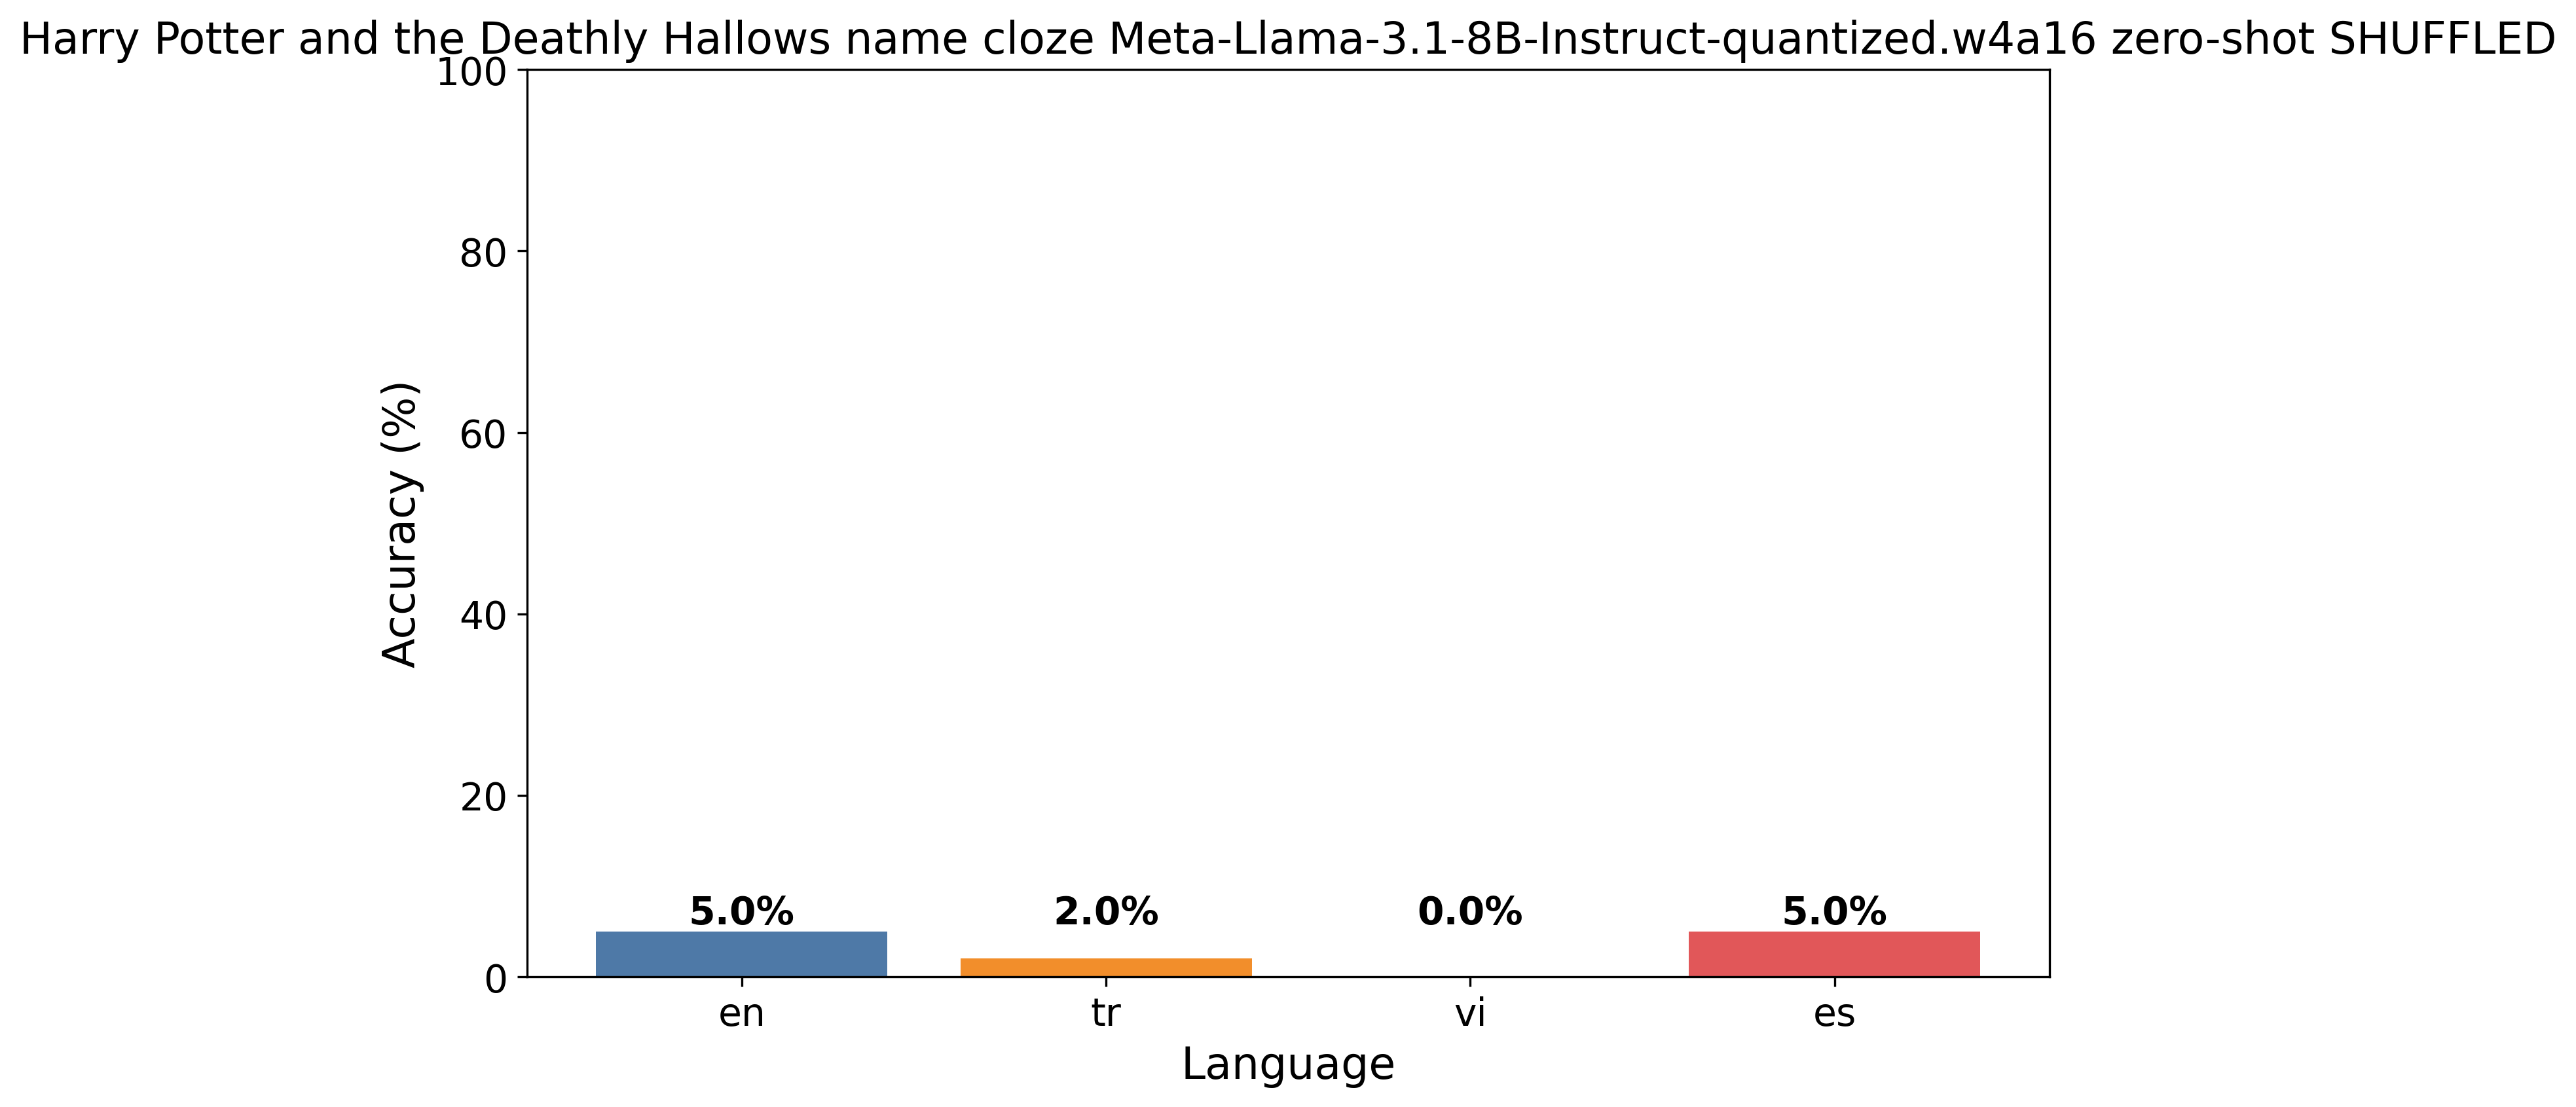 Harry Potter and the Deathly Hallows name cloze Meta-Llama-3.1-8B-Instruct-quantized.w4a16 zero-shot SHUFFLED
100
80
60
40
20
0
Accuracy (%)
5.0% 2.0% 0.0% 5.0%
en tr vi es
Language